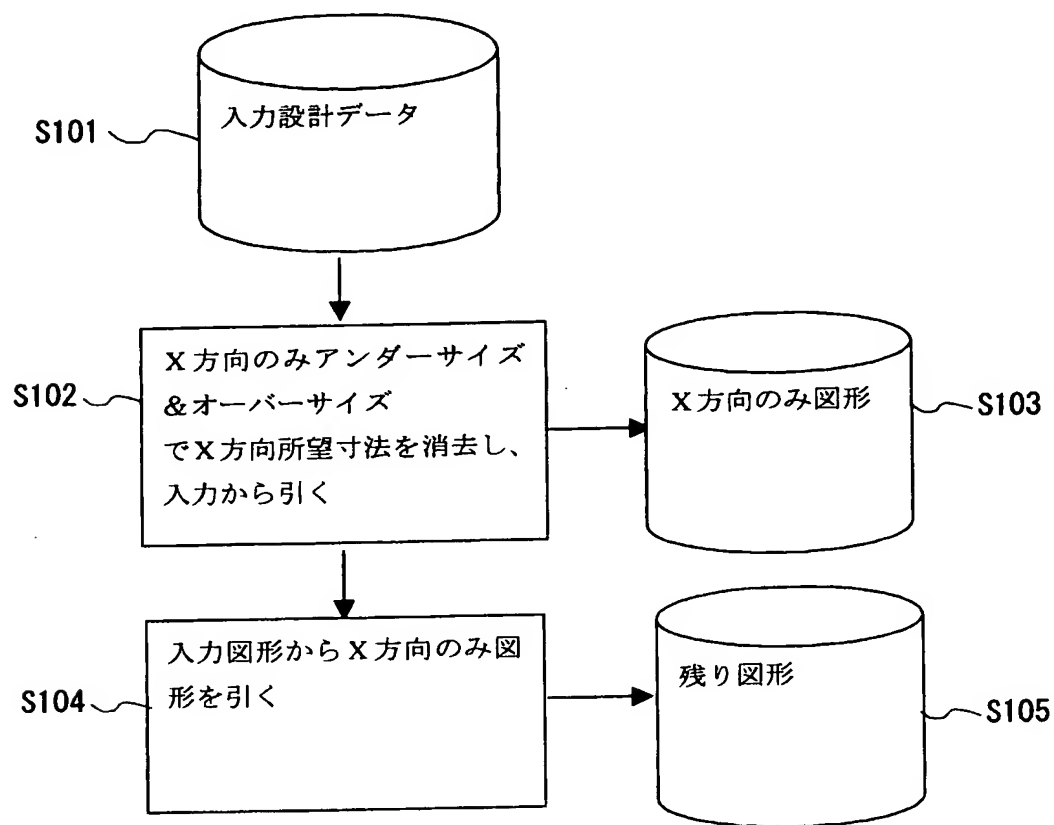 入力設計データ
S101
X方向のみアンダーサイズ
&オーバーサイズ
でX方向所望寸法を消去し、
入力から引く
S102
X方向のみ図形
S103
入力図形からX方向のみ図
形を引く
S104
残り図形
S105